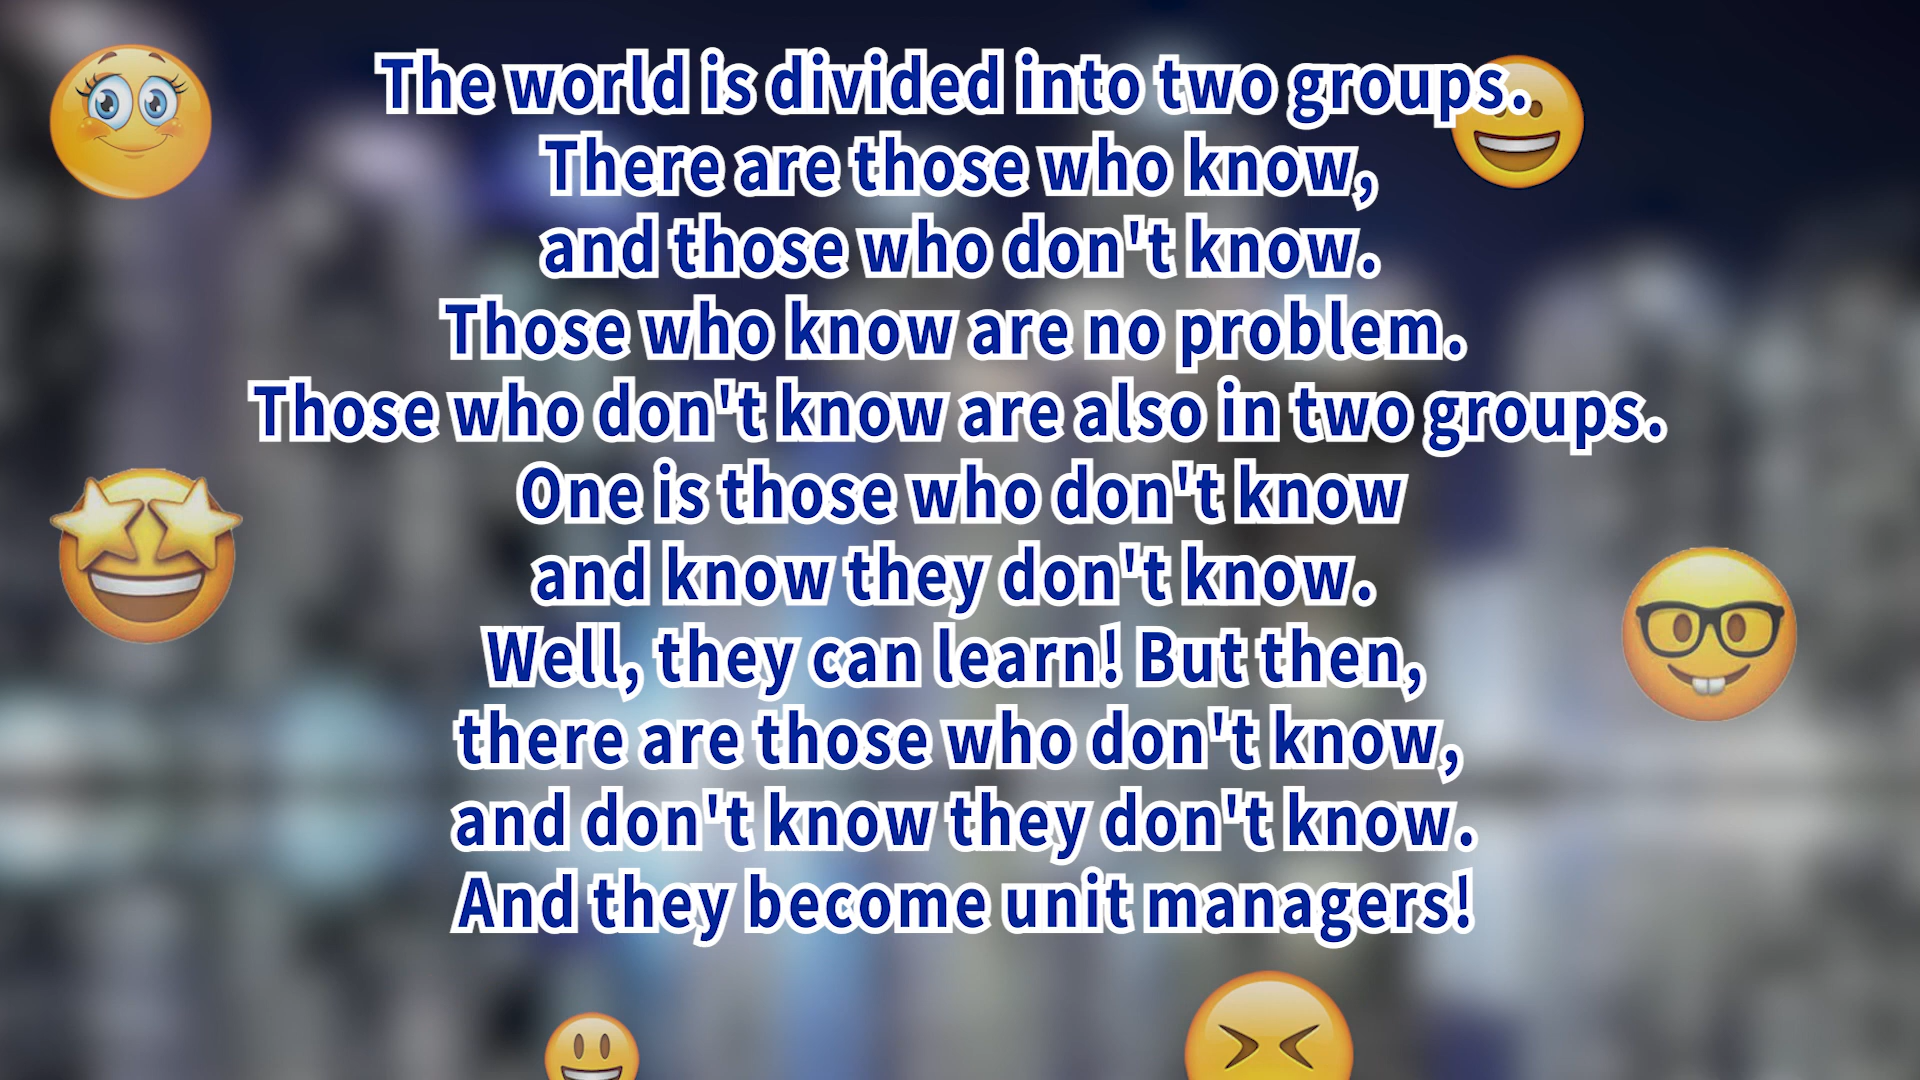 The world is divided into two groups.
There are those who know,
and those who don't know.
Those who know are no problem.
Those who don't know are also in two groups.
One is those who don't know
and know they don't know.
Well, they can learn! But then,
there are those who don't know,
and don't know they don't know.
And they become unit managers!